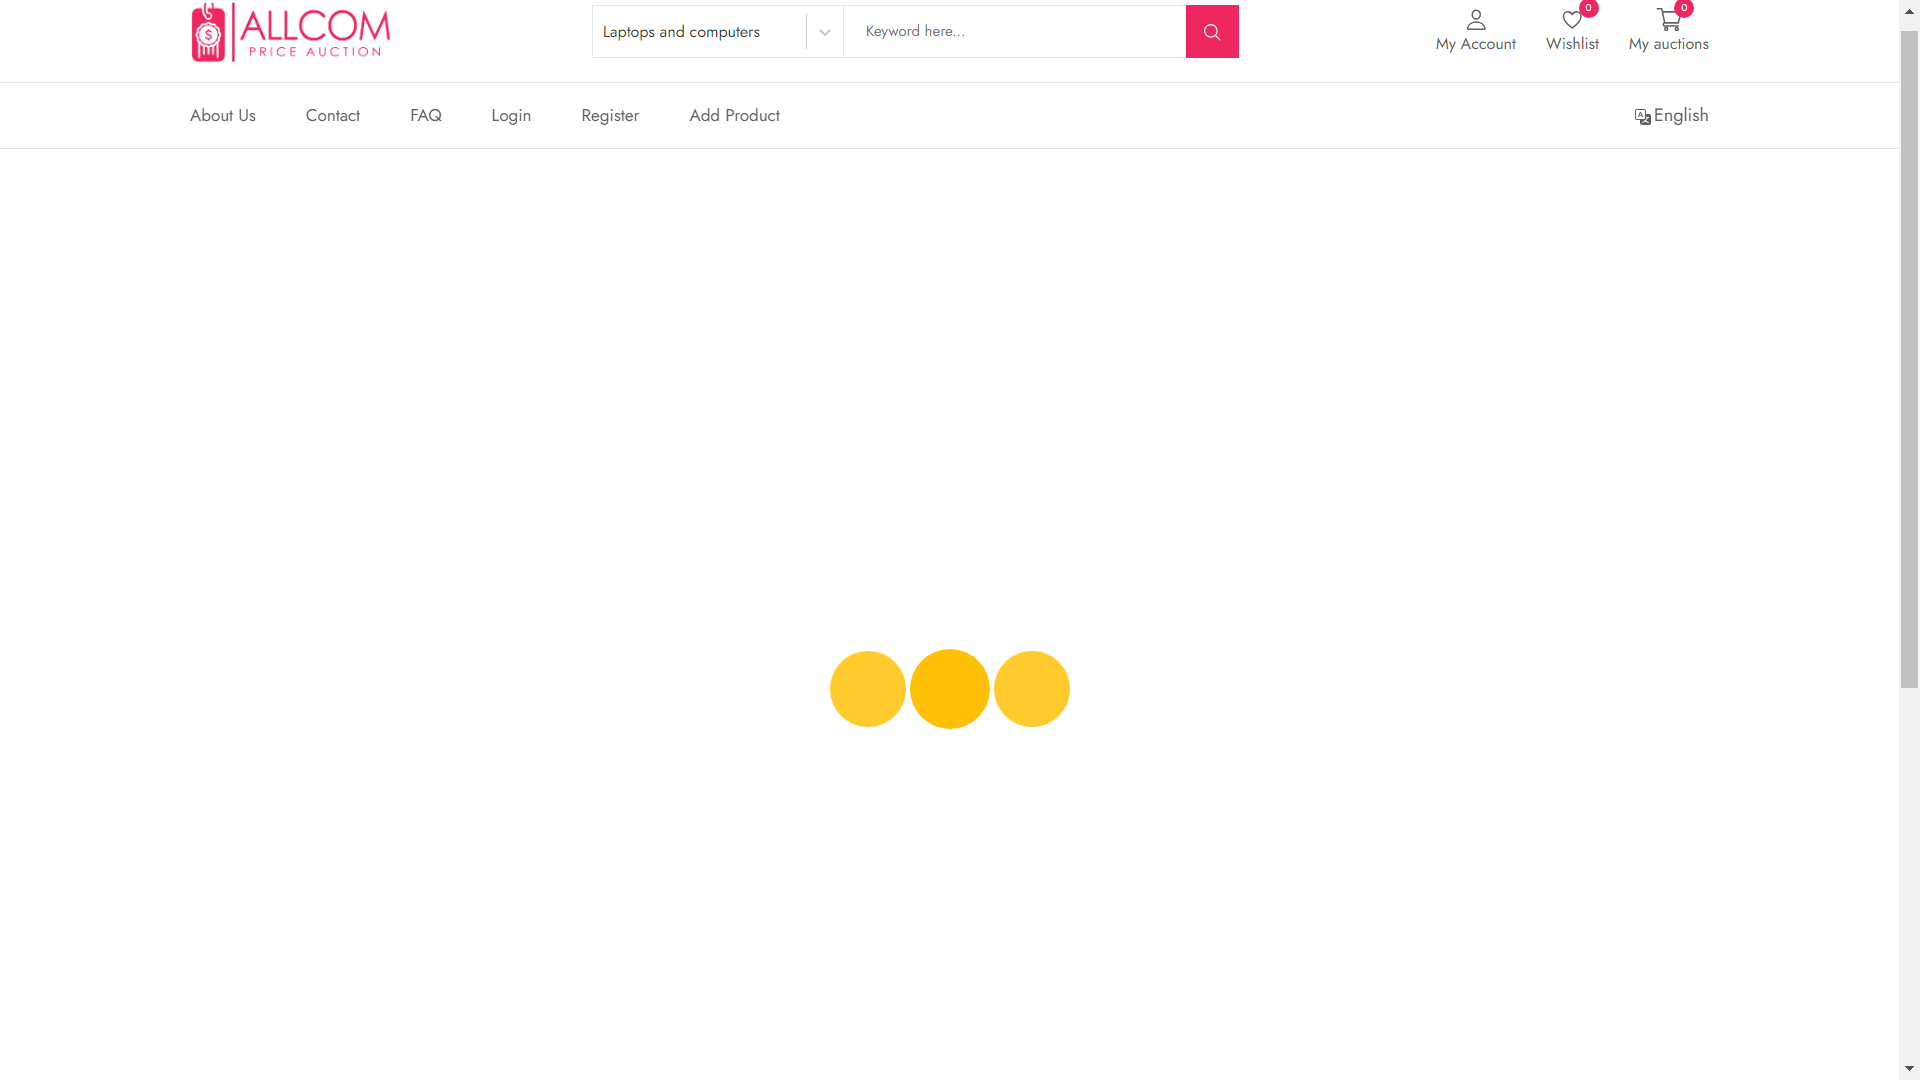 ALLCOM
PRICE AUCTION
Laptops and computers
Keyword here...
My Account
0
Wishlist
0
My auctions
About Us
Contact
FAQ
Login
Register
Add Product
English